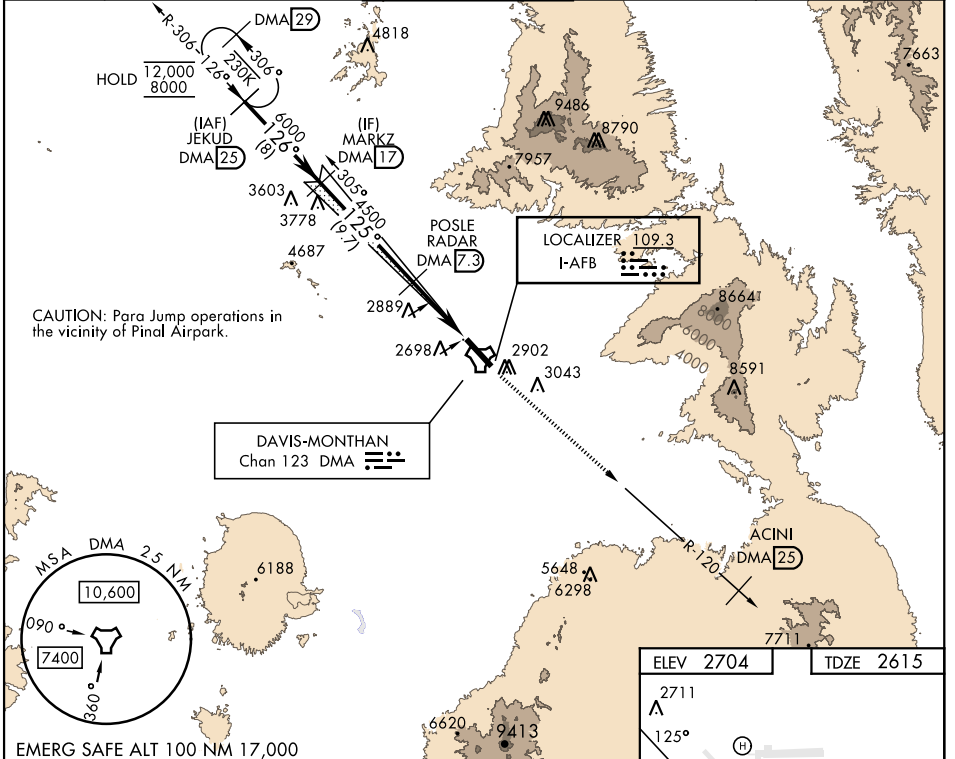 DMA 29
4818
R-306
126°
306°
230K
HOLD
12,000
8000
7663
9486
8790
7957
(IAF)
JEKUD
DMA 25
6000
126°
(8)
(IF)
MARKZ
DMA 17
305°
3603
3778
4500
125°
(9.7)
POSLE
RADAR
DMA 7.3
LOCALIZER 109.3
I-AFB
4687
8664
8000
6000
4000
2889
CAUTION: Para Jump operations in
the vicinity of Pinal Airpark.
2698
2902
3043
8591
DAVIS-MONTHAN
Chan 123 DMA
ACINI
DMA 25
R-120
MSA DMA 25 NM
10,600
090°
7400
360°
6188
5648
6298
7711
ELEV 2704
TDZE 2615
2711
125°
H
6620
9413
EMERG SAFE ALT 100 NM 17,000